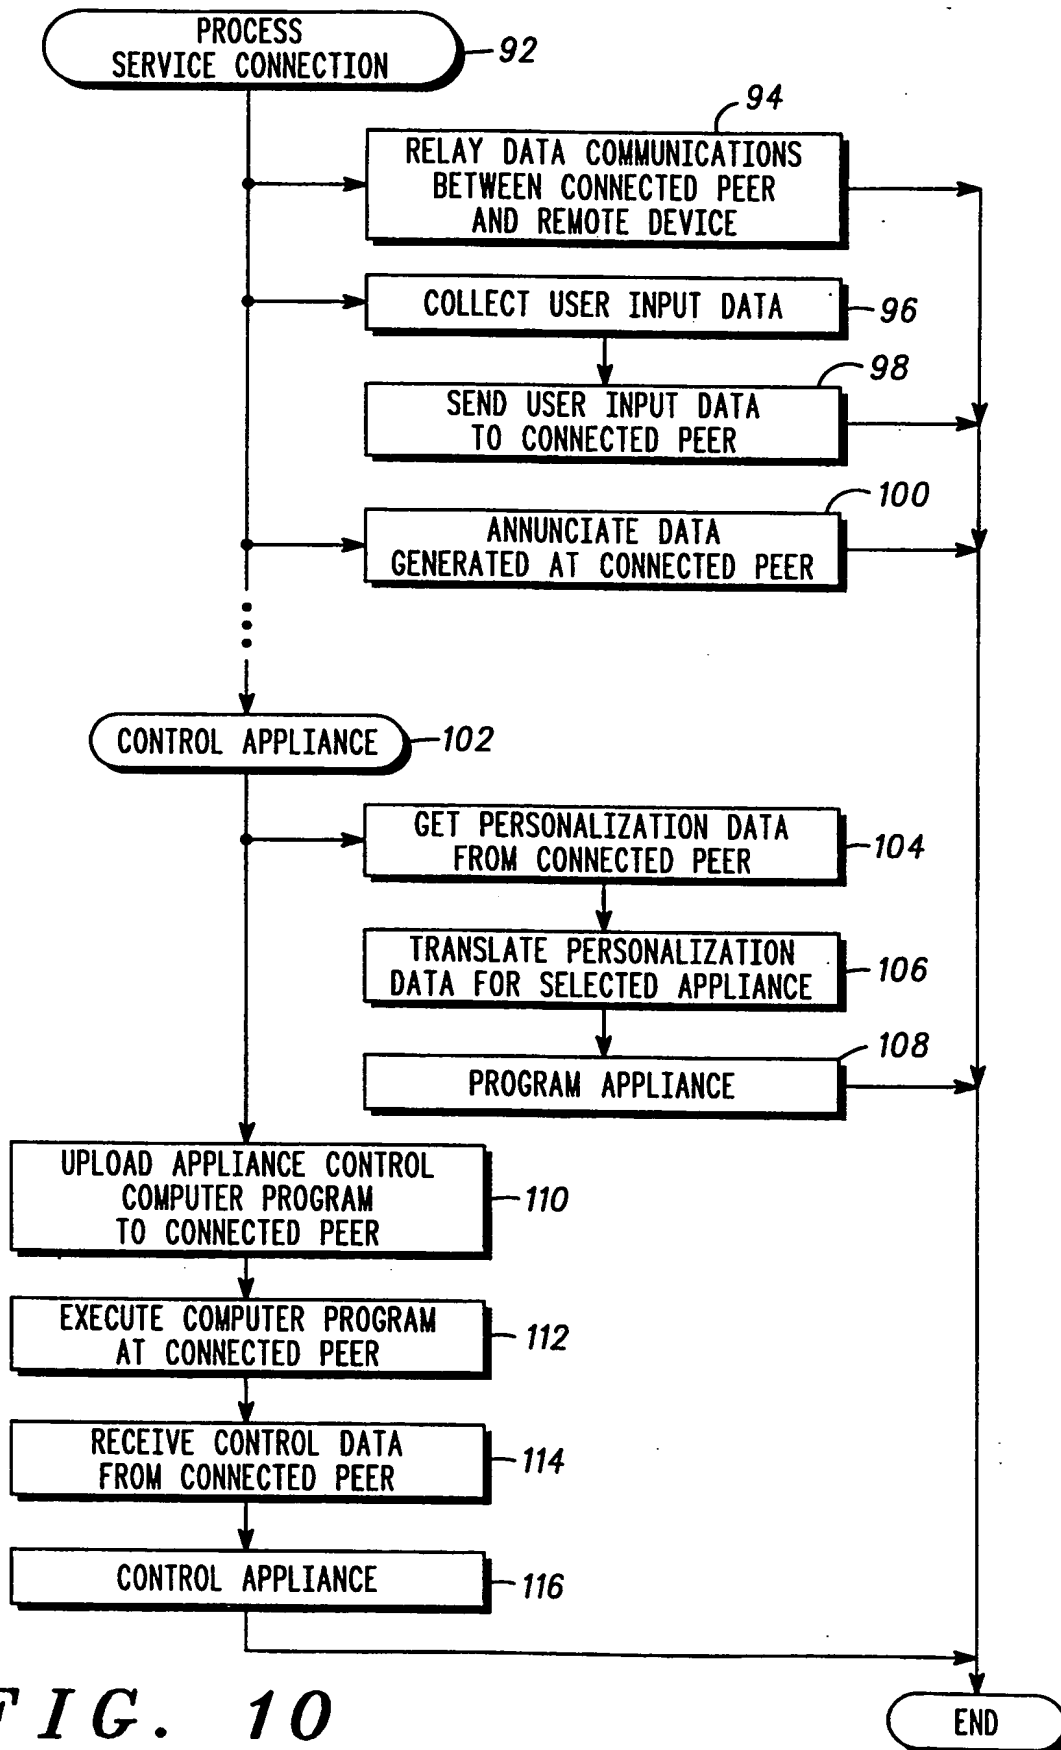 PROCESS
SERVICE CONNECTION
92
94
RELAY DATA COMMUNICATIONS
BETWEEN CONNECTED PEER
AND REMOTE DEVICE
COLLECT USER INPUT DATA
96
98
SEND USER INPUT DATA
TO CONNECTED PEER
100
ANNUNCIATE DATA
GENERATED AT CONNECTED PEER
CONTROL APPLIANCE
102
GET PERSONALIZATION DATA
FROM CONNECTED PEER
104
TRANSLATE PERSONALIZATION
DATA FOR SELECTED APPLIANCE
106
108
PROGRAM APPLIANCE
UPLOAD APPLIANCE CONTROL
COMPUTER PROGRAM
TO CONNECTED PEER
110
EXECUTE COMPUTER PROGRAM
AT CONNECTED PEER
112
RECEIVE CONTROL DATA
FROM CONNECTED PEER
114
CONTROL APPLIANCE
116
END
FIG. 10